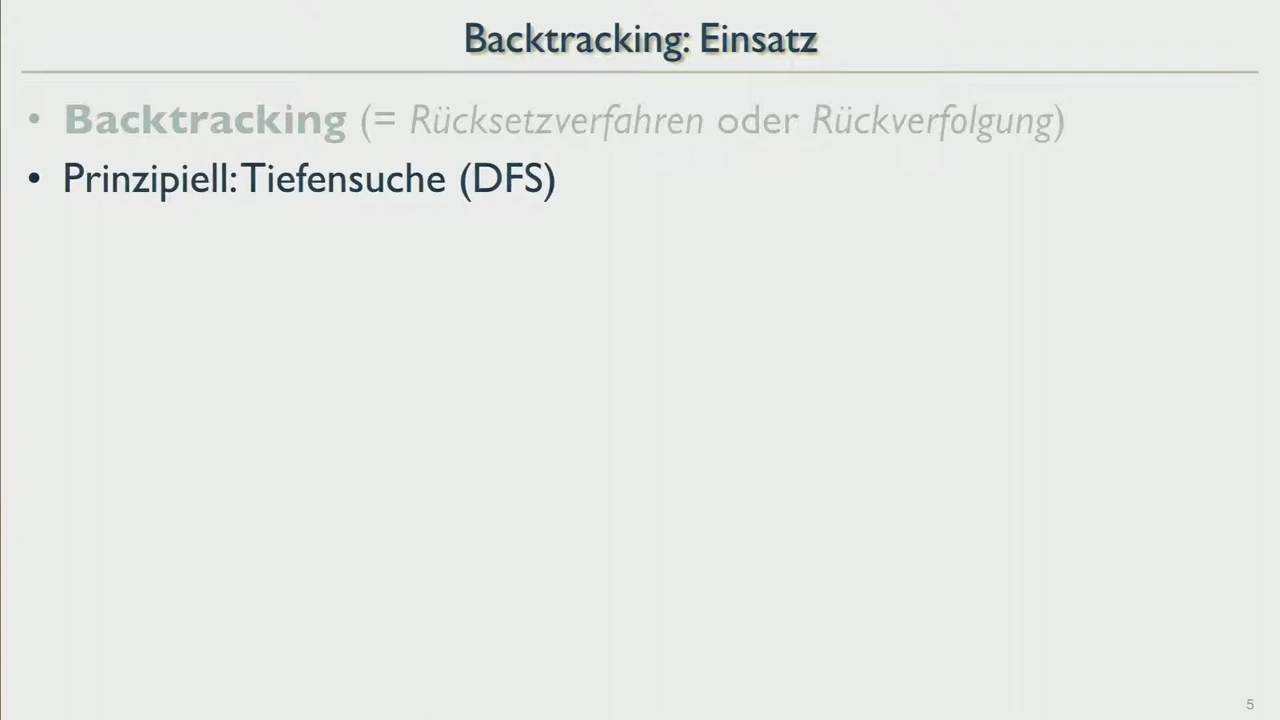 Backtracking: Einsatz
• Backtracking (= Rücksetzverfahren oder Rückverfolgung)
• Prinzipiell: Tiefensuche (DFS)
5